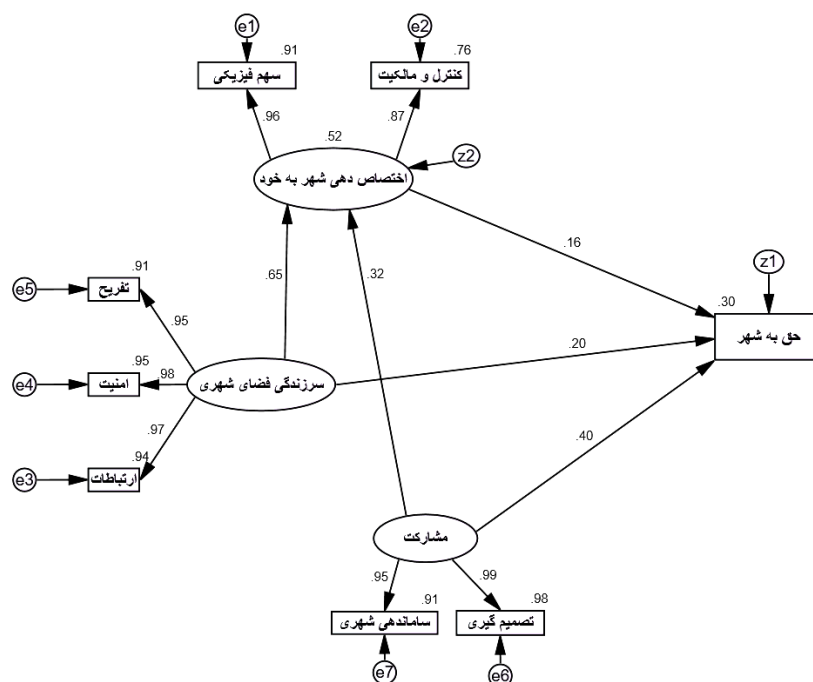 e1
e2
.91
.76
سهم فیزیکی
کنترل و مالکیت
.96
.87
.52
z2
اختصاص دهی شهر به خود
.16
z1
.91
.65
.32
.30
e5
تفریح
حق به شهر
.95
.20
.95
e4
امنیت
.98
سرزندگی فضای شهری
.97
.40
.94
e3
ارتباطات
مشارکت
.95
.99
.91
.98
ساماندهی شهری
تصمیم گیری
e7
e6